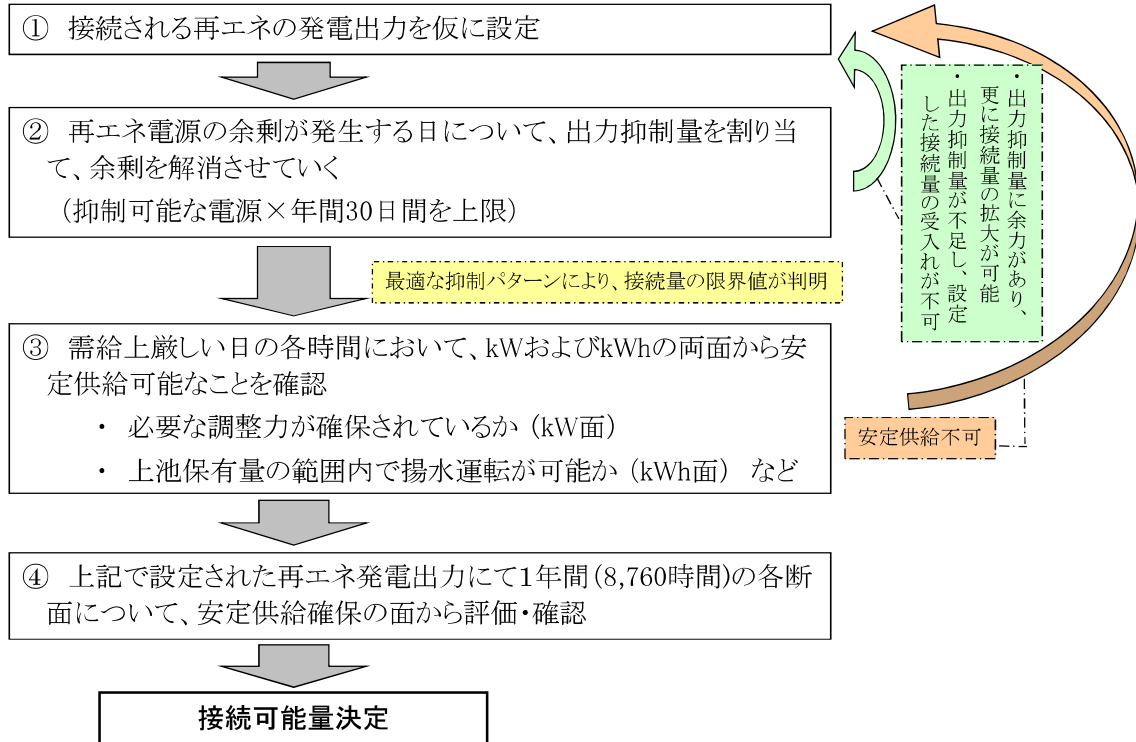 ① 接続される再エネの発電出力を仮に設定
② 再エネ電源の余剰が発生する日について、出力抑制量を割り当
て、余剰を解消させていく
（抑制可能な電源×年間30日間を上限）
最適な抑制パターンにより、接続量の限界値が判明
・出力抑制量に余力があり、
更に接続量の拡大が可能
・出力抑制量が不足し、設定
した接続量の受入れが不可
③ 需給上厳しい日の各時間において、kWおよびkWhの両面から安
定供給可能なことを確認
・ 必要な調整力が確保されているか（kW面）
・ 上池保有量の範囲内で揚水運転が可能か（kWh面） など
安定供給不可
④ 上記で設定された再エネ発電出力にて1年間(8,760時間)の各断
面について、安定供給確保の面から評価・確認
接続可能量決定